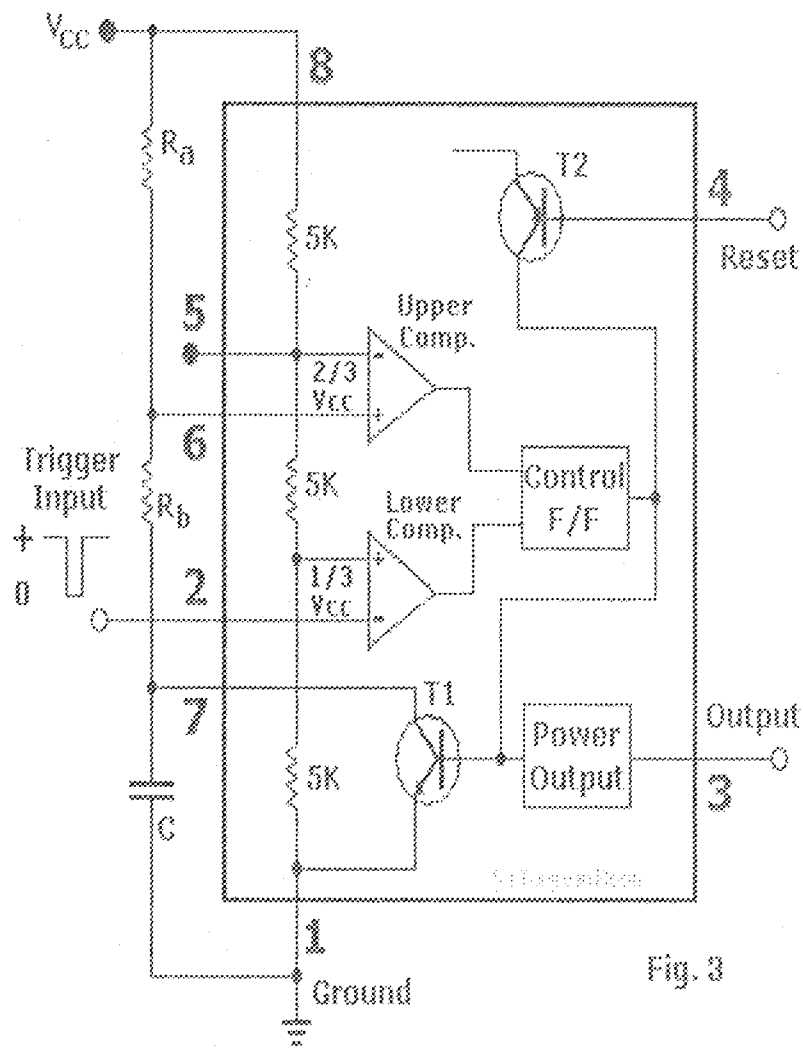 VCC
8
Ra
5K
T2
4
Reset
5
Upper
Comp.
2/3
Vcc
-
+
6
Trigger
Input
Rb
5K
Lower
Comp.
Control
F/F
+
0
2
1/3
Vcc
+
-
7
T1
Power
Output
Output
3
5K
C
1
Ground
Fig. 3